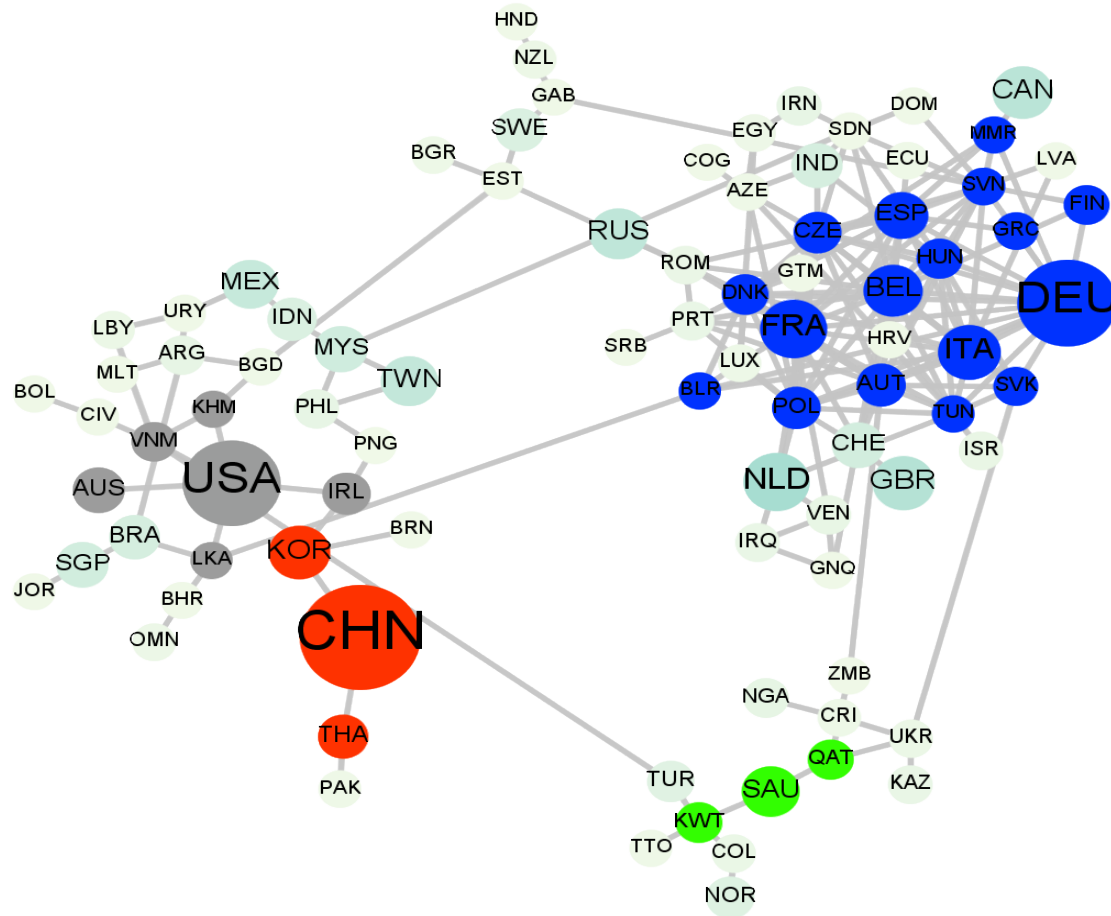 HND
NZL
GAB
SWE
BGR
EST
CAN
IRN
DOM
EGY
SDN
MMR
COG
IND
ECU
LVA
AZE
SVN
ESP
FIN
RUS
CZE
GRC
ROM
HUN
GTM
MEX
DNK
BEL
DEU
URY
IDN
PRT
FRA
LBY
HRV
ITA
SRB
MYS
ARG
LUX
BGD
MLT
TWN
BLR
AUT
SVK
BOL
KHM
PHL
POL
TUN
CIV
VNM
PNG
CHE
ISR
AUS
USA
IRL
NLD
GBR
VEN
BRA
KOR
BRN
IRQ
SGP
LKA
GNQ
JOR
BHR
CHN
OMN
ZMB
NGA
CRI
THA
UKR
QAT
PAK
TUR
SAU
KAZ
KWT
TTO
COL
NOR